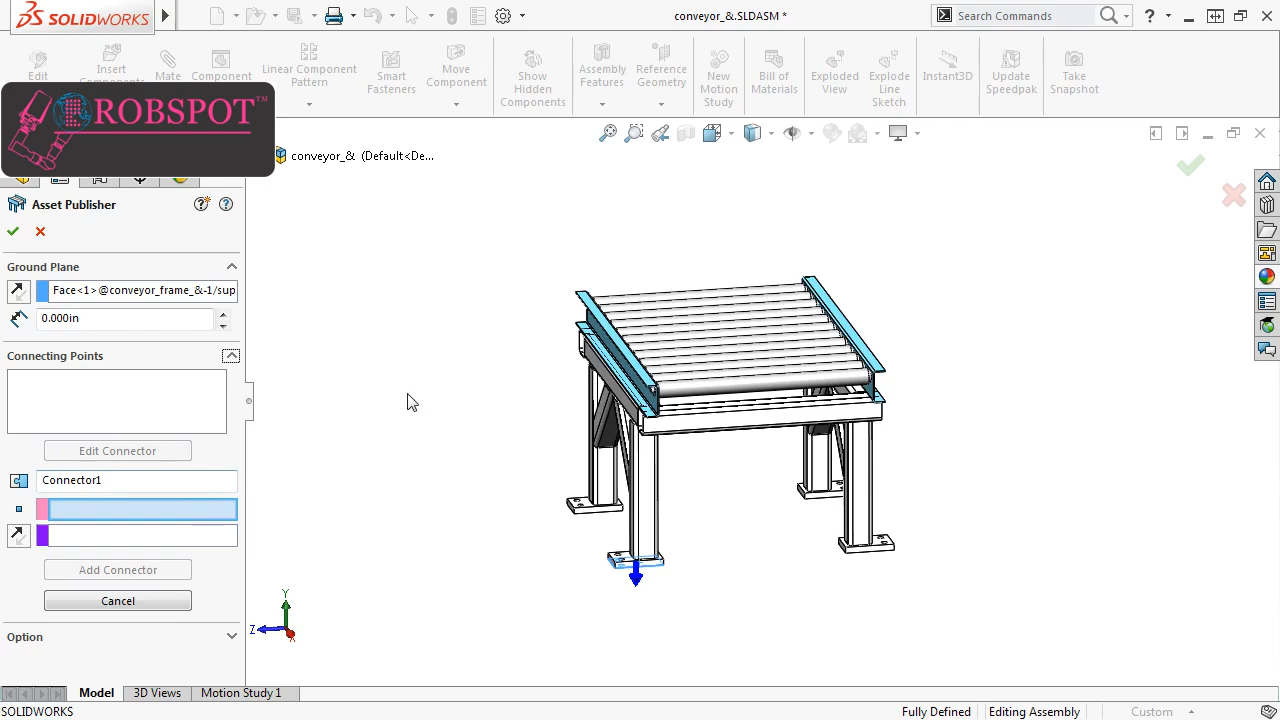 SOLIDWORKS
conveyor_&.SLDASM *
Search Commands
?
Edit
Insert
Components
Mate
Component
Linear Component
Pattern
Smart
Fasteners
Move
Component
Show
Hidden
Components
Assembly
Features
Reference
Geometry
New
Motion
Study
Bill of
Materials
Exploded
View
Explode
Line
Sketch
Instant3D
Update
Speedpak
Take
Snapshot
ROBSPOT™
conveyor_& (Default<De...
Asset Publisher
Ground Plane
Face<1>@conveyor_frame_&-1/sup
0.000in
Connecting Points
Edit Connector
Connector1
Add Connector
Cancel
Option
Y
Z
X
Model
3D Views
Motion Study 1
SOLIDWORKS
Fully Defined
Editing Assembly
Custom